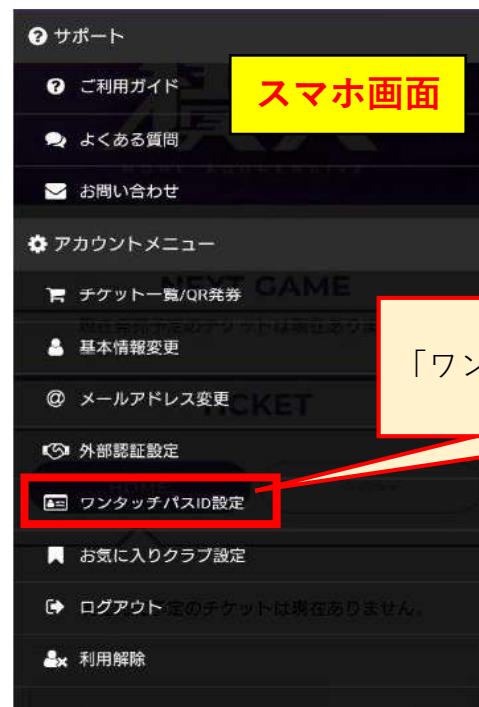 サポート
スマホ画面
ご利用ガイド
よくある質問
お問い合わせ
アカウントメニュー
チケット一覧/QR発券
NEXT GAME
基本情報変更
「ワン
メールアドレス変更
TICKET
外部認証設定
ワンタッチパスID設定
お気に入りクラブ設定
ログアウト
予定のチケットは現在ありません。
利用解除